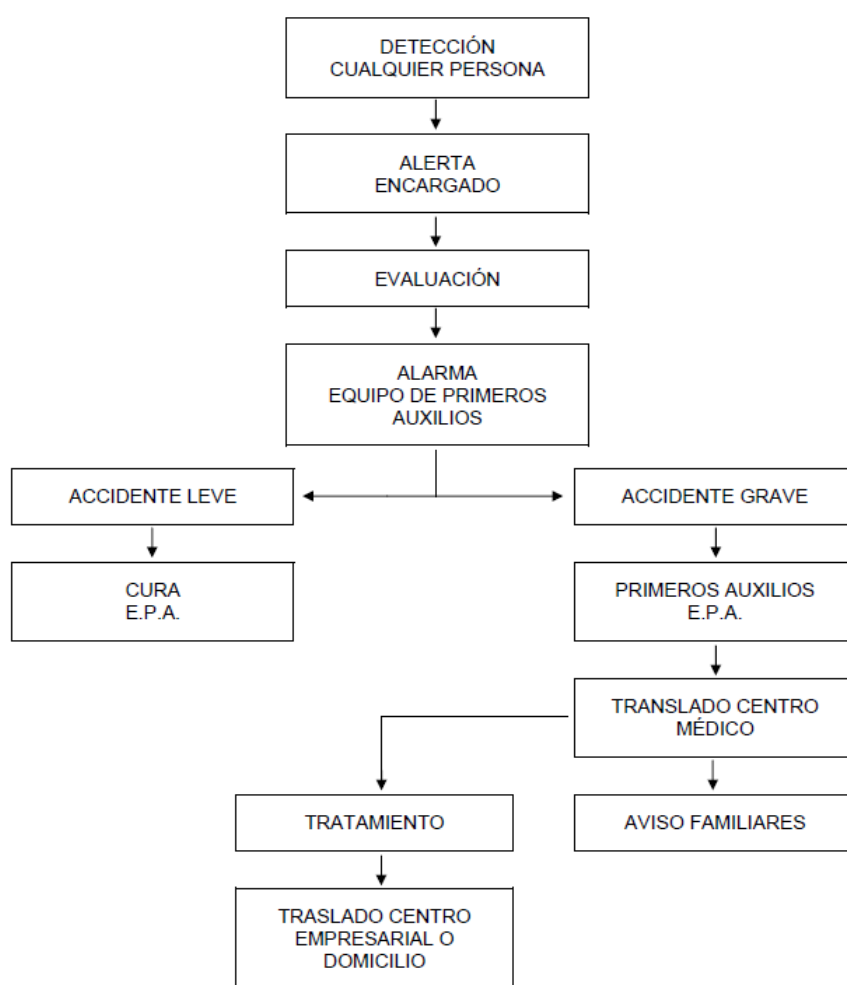 DETECCIÓN
CUALQUIER PERSONA
ALERTA
ENCARGADO
EVALUACIÓN
ALARMA
EQUIPO DE PRIMEROS
AUXILIOS
ACCIDENTE LEVE
ACCIDENTE GRAVE
CURA
E.P.A.
PRIMEROS AUXILIOS
E.P.A.
TRANSLADO CENTRO
MÉDICO
TRATAMIENTO
AVISO FAMILIARES
TRASLADO CENTRO
EMPRESARIAL O
DOMICILIO